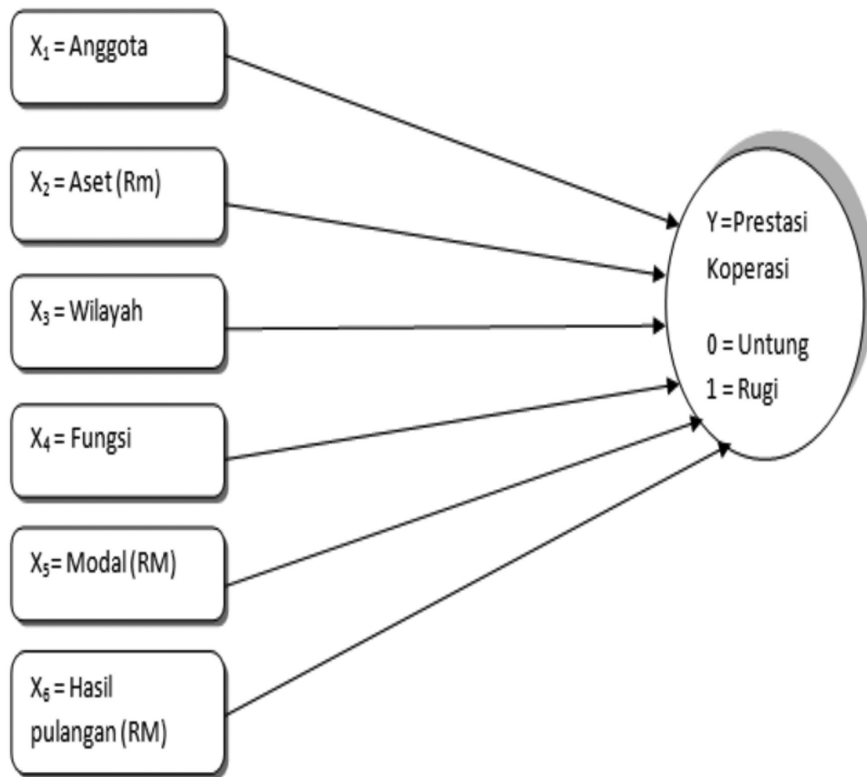 X₁ = Anggota
X₂ = Aset (Rm)
X₃ = Wilayah
X₄ = Fungsi
X₅= Modal (RM)
X₆ = Hasil
pulangan (RM)
Y =Prestasi
Koperasi
0 = Untung
1 = Rugi